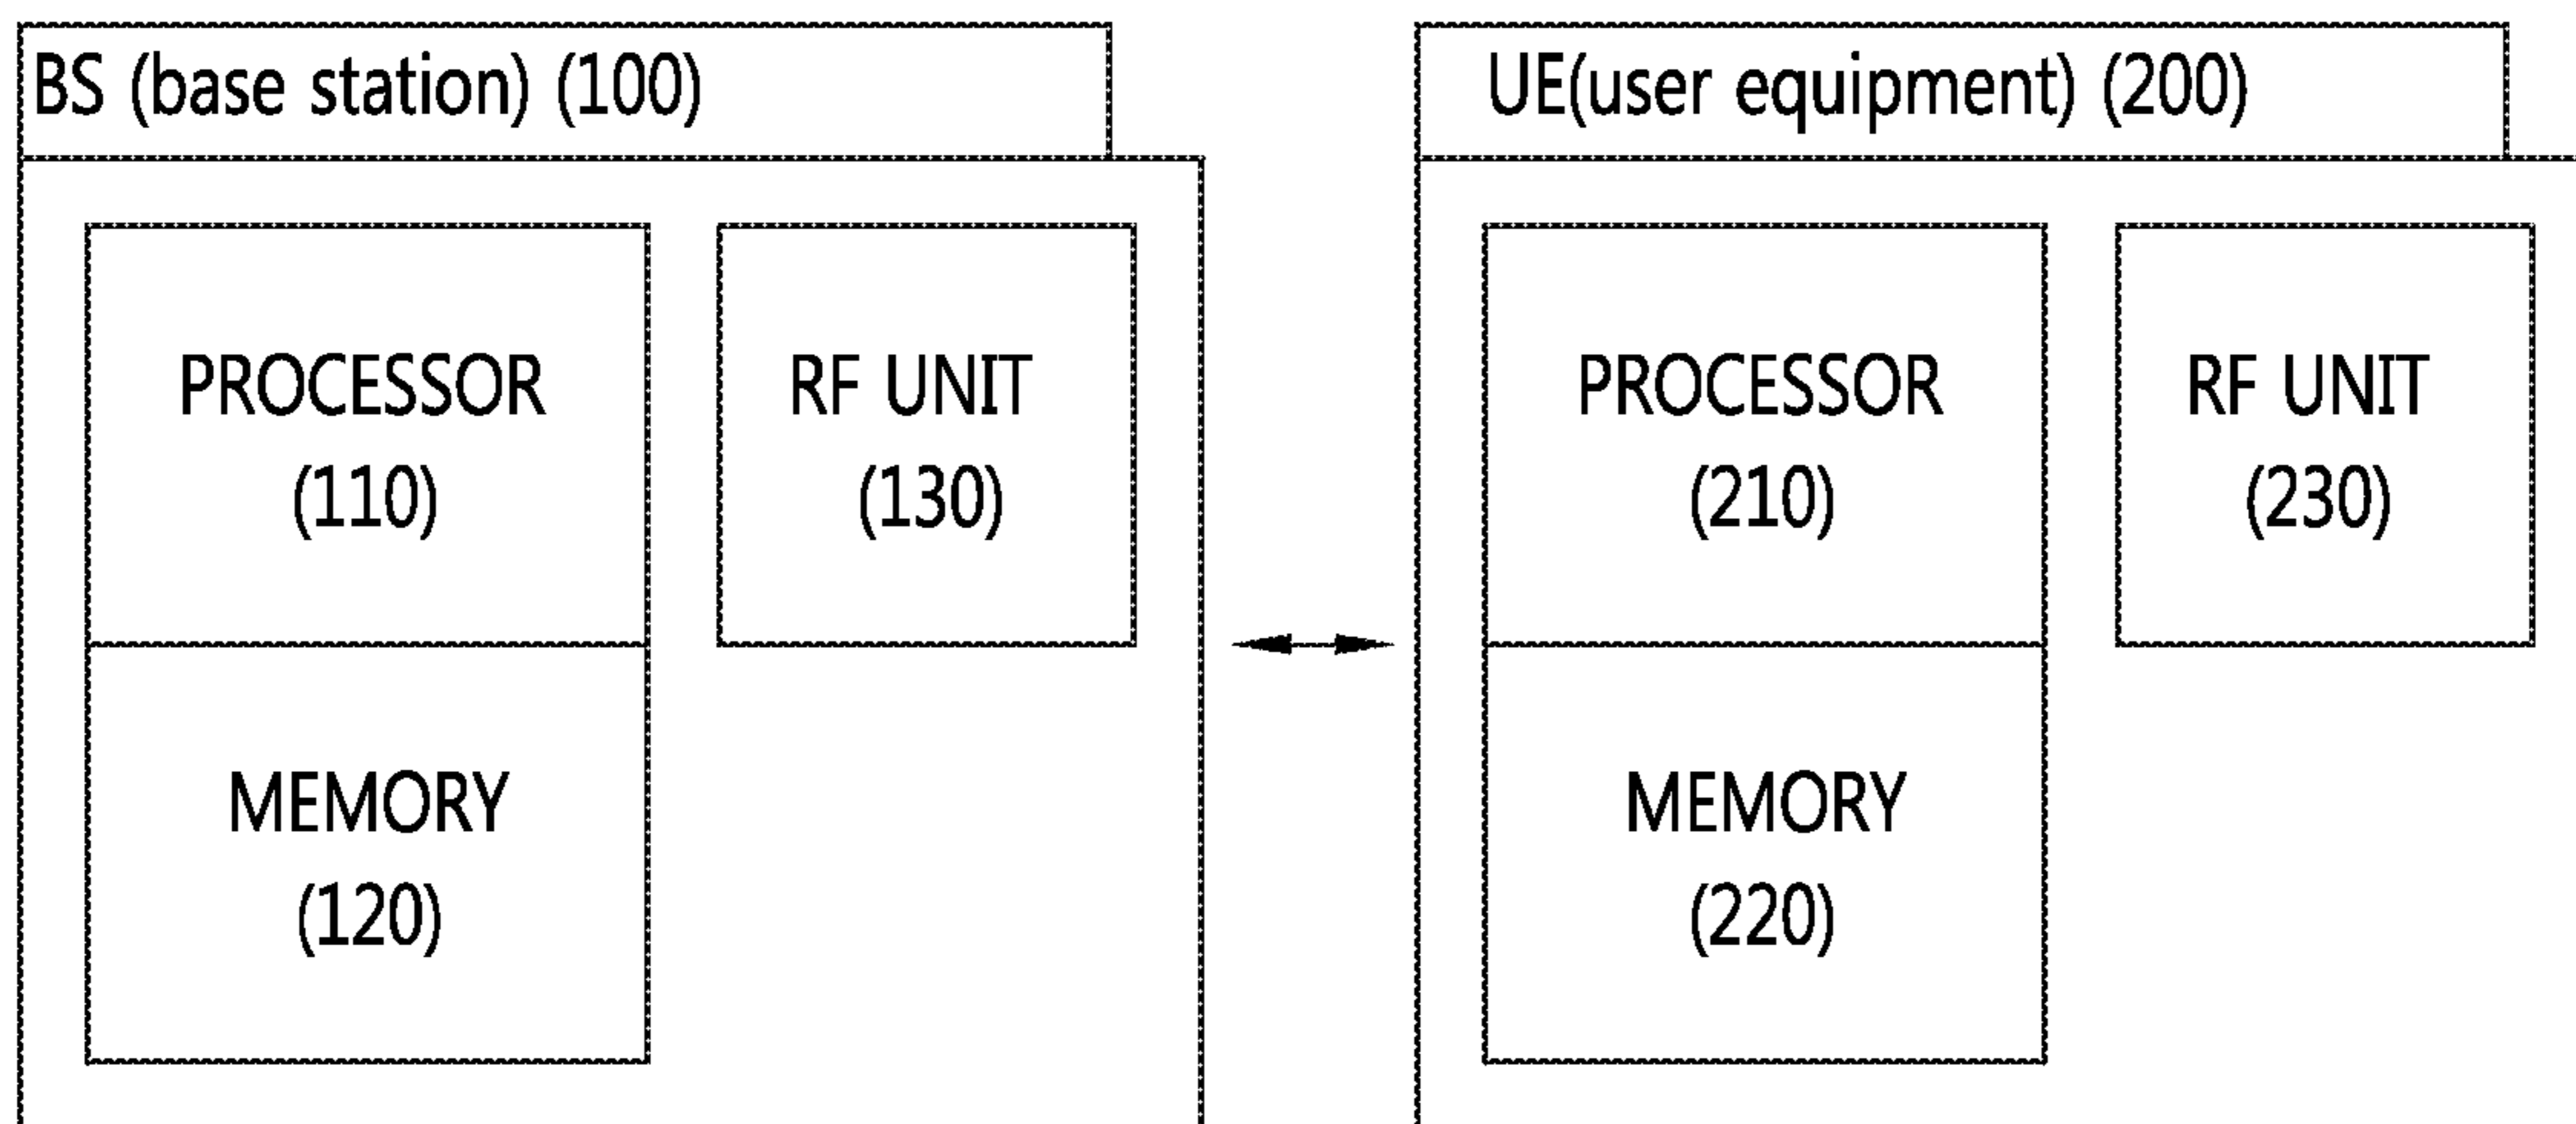 BS (base station) (100)
PROCESSOR
(110)
RF UNIT
(130)
MEMORY
(120)
UE(user equipment) (200)
PROCESSOR
(210)
RF UNIT
(230)
MEMORY
(220)